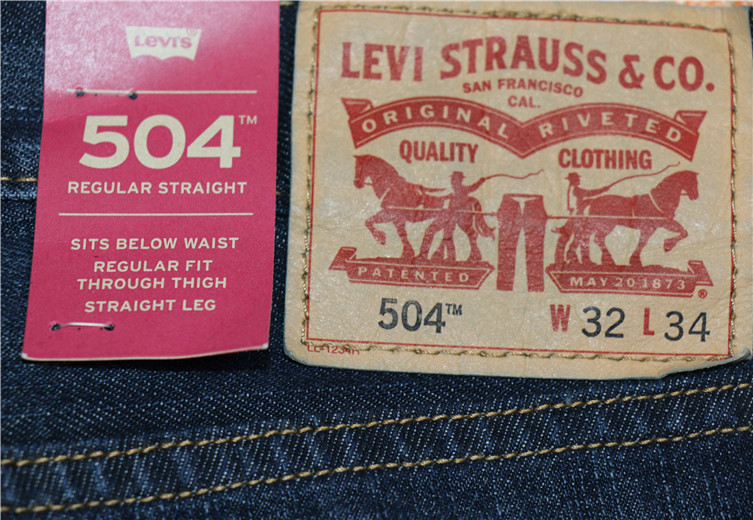 LEVI'S
504™
REGULAR STRAIGHT
SITS BELOW WAIST
REGULAR FIT
THROUGH THIGH
STRAIGHT LEG
LEVI STRAUSS & CO.
SAN FRANCISCO
CAL.
ORIGINAL RIVETED
QUALITY CLOTHING
PATENTED MAY 20 1873 ®
504™ W 32 L 34